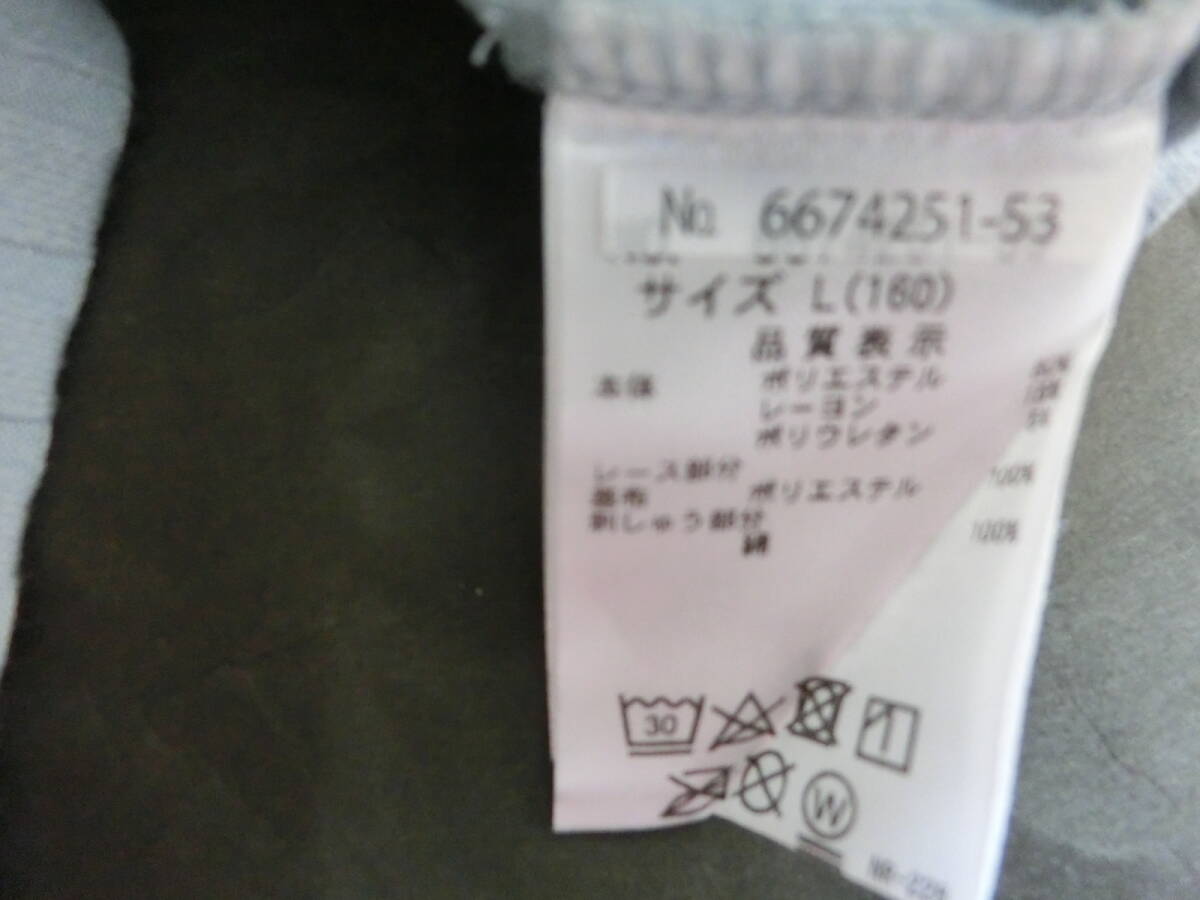 No. 6674251-53
サイズ L(160)
品質表示
本体 ポリエステル
レーヨン
ポリウレタン
レース部分
基布 ポリエステル 100%
刺しゅう部分
綿 100%
30
W